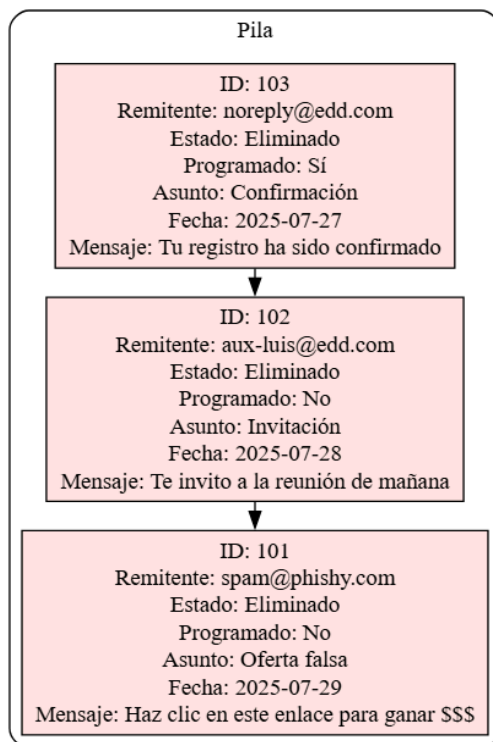 Pila
ID: 103
Remitente: noreply@edd.com
Estado: Eliminado
Programado: Sí
Asunto: Confirmación
Fecha: 2025-07-27
Mensaje: Tu registro ha sido confirmado
ID: 102
Remitente: aux-luis@edd.com
Estado: Eliminado
Programado: No
Asunto: Invitación
Fecha: 2025-07-28
Mensaje: Te invito a la reunión de mañana
ID: 101
Remitente: spam@phishy.com
Estado: Eliminado
Programado: No
Asunto: Oferta falsa
Fecha: 2025-07-29
Mensaje: Haz clic en este enlace para ganar $$$